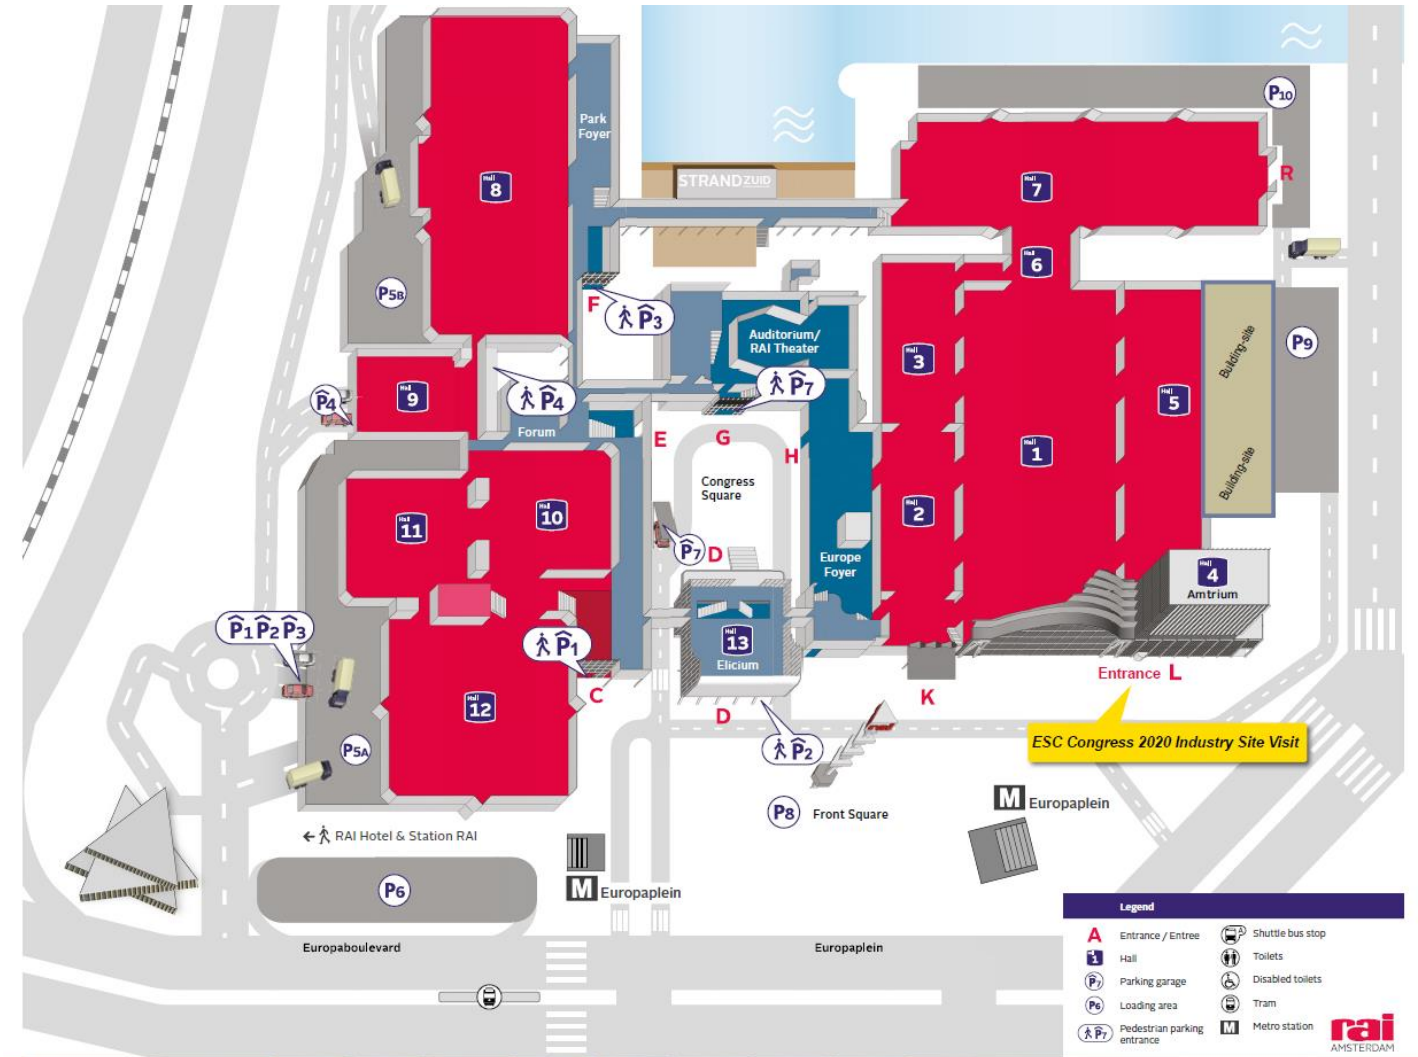 P10
Park
Foyer
STRANDZUID
Hall
8
Hall
7
R
Hall
6
P5B
F
P3
Auditorium/
RAI Theater
Hall
3
Building-site
P9
P4
Hall
9
P4
P7
Hall
5
Forum
E
G
H
Hall
1
Congress
Square
Building-site
Hall
11
Hall
10
Hall
2
P7
D
Europe
Foyer
Hall
4
Amtrium
P1 P2 P3
P1
Hall
13
Elicium
Entrance L
C
K
Hall
12
D
P5A
P2
ESC Congress 2020 Industry Site Visit
P8
Front Square
M Europaplein
RAI Hotel & Station RAI
P6
M Europaplein
Europaboulevard
Europaplein
Legend
A Entrance / Entree
1 Hall
P7 Parking garage
P6 Loading area
P7 Pedestrian parking
entrance
A Shuttle bus stop
Toilets
Disabled toilets
Tram
M Metro station
rai
AMSTERDAM